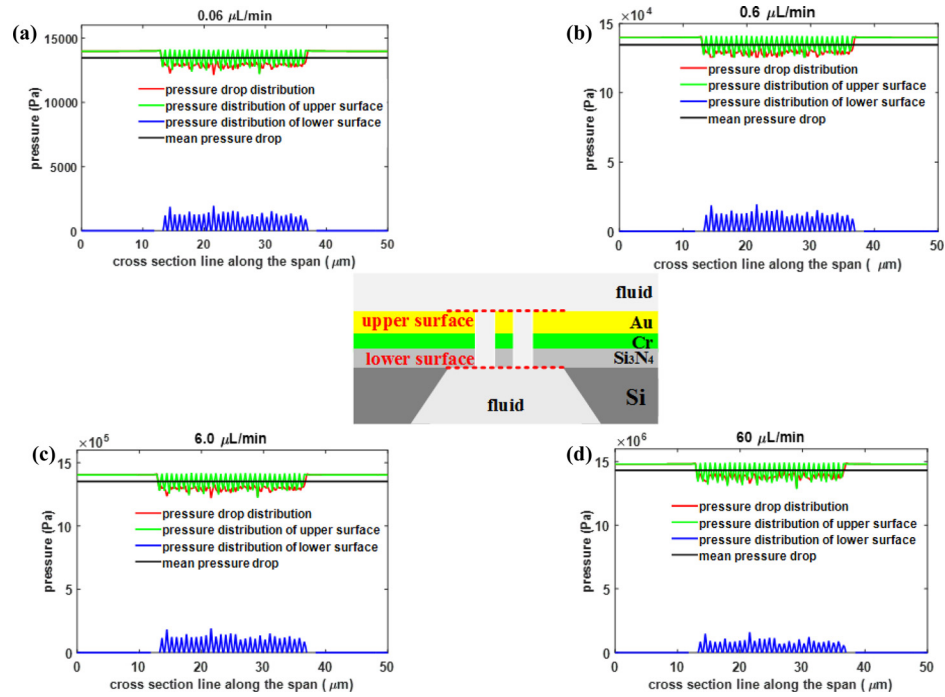 (a)
0.06 μL/min
15000
10000
5000
0
pressure (Pa)
pressure drop distribution
pressure distribution of upper surface
pressure distribution of lower surface
mean pressure drop
0 10 20 30 40 50
cross section line along the span ( μm)
(b)
×10⁴
0.6 μL/min
15
10
5
0
pressure (Pa)
pressure drop distribution
pressure distribution of upper surface
pressure distribution of lower surface
mean pressure drop
0 10 20 30 40 50
cross section line along the span ( μm)
fluid
upper surface
Au
Cr
lower surface
Si₃N₄
fluid
Si
(c)
×10⁵
6.0 μL/min
15
10
5
0
pressure (Pa)
pressure drop distribution
pressure distribution of upper surface
pressure distribution of lower surface
mean pressure drop
0 10 20 30 40 50
cross section line along the span ( μm)
(d)
×10⁶
60 μL/min
15
10
5
0
pressure (Pa)
pressure drop distribution
pressure distribution of upper surface
pressure distribution of lower surface
mean pressure drop
0 10 20 30 40 50
cross section line along the span ( μm)